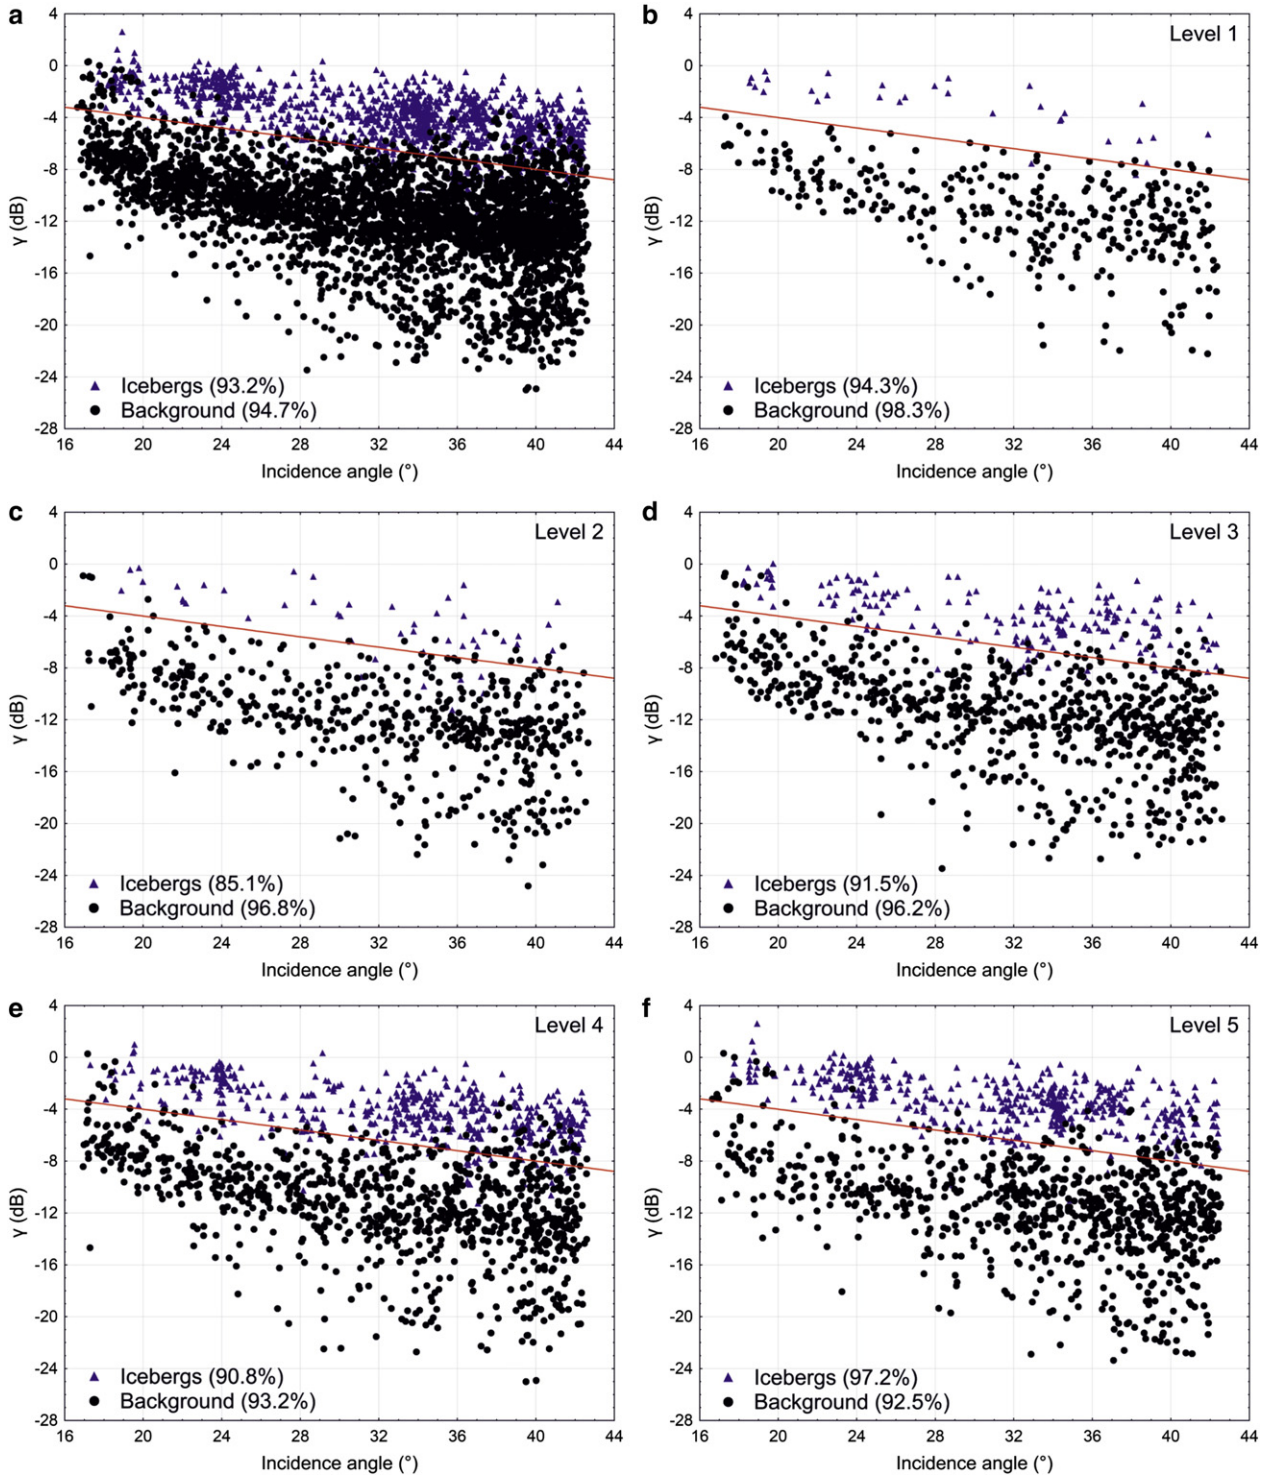 a
4
0
-4
-8
-12
-16
-20
-24
-28
γ (dB)
Icebergs (93.2%)
Background (94.7%)
16 20 24 28 32 36 40 44
Incidence angle (°)
b
Level 1
4
0
-4
-8
-12
-16
-20
-24
-28
γ (dB)
Icebergs (94.3%)
Background (98.3%)
16 20 24 28 32 36 40 44
Incidence angle (°)
c
Level 2
4
0
-4
-8
-12
-16
-20
-24
-28
γ (dB)
Icebergs (85.1%)
Background (96.8%)
16 20 24 28 32 36 40 44
Incidence angle (°)
d
Level 3
4
0
-4
-8
-12
-16
-20
-24
-28
γ (dB)
Icebergs (91.5%)
Background (96.2%)
16 20 24 28 32 36 40 44
Incidence angle (°)
e
Level 4
4
0
-4
-8
-12
-16
-20
-24
-28
γ (dB)
Icebergs (90.8%)
Background (93.2%)
16 20 24 28 32 36 40 44
Incidence angle (°)
f
Level 5
4
0
-4
-8
-12
-16
-20
-24
-28
γ (dB)
Icebergs (97.2%)
Background (92.5%)
16 20 24 28 32 36 40 44
Incidence angle (°)